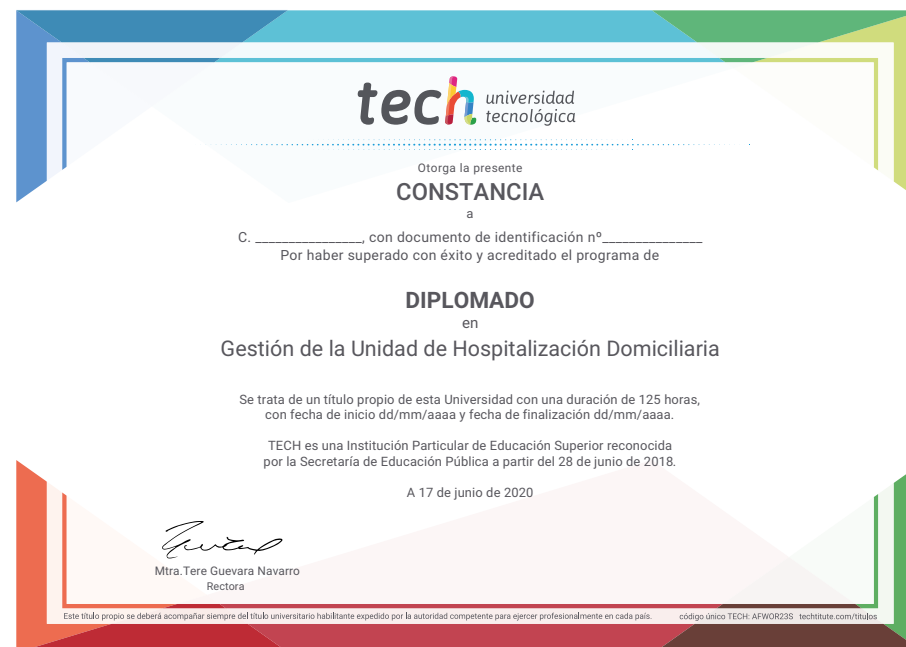 tech universidad
tecnológica
Otorga la presente
CONSTANCIA
a
C. ________________, con documento de identificación nº_______________
Por haber superado con éxito y acreditado el programa de
DIPLOMADO
en
Gestión de la Unidad de Hospitalización Domiciliaria
Se trata de un título propio de esta Universidad con una duración de 125 horas,
con fecha de inicio dd/mm/aaaa y fecha de finalización dd/mm/aaaa.
TECH es una Institución Particular de Educación Superior reconocida
por la Secretaría de Educación Pública a partir del 28 de junio de 2018.
A 17 de junio de 2020
Mtra.Tere Guevara Navarro
Rectora
Este título propio se deberá acompañar siempre del título universitario habilitante expedido por la autoridad competente para ejercer profesionalmente en cada país. código único TECH: AFWOR23S techtitute.com/titulos